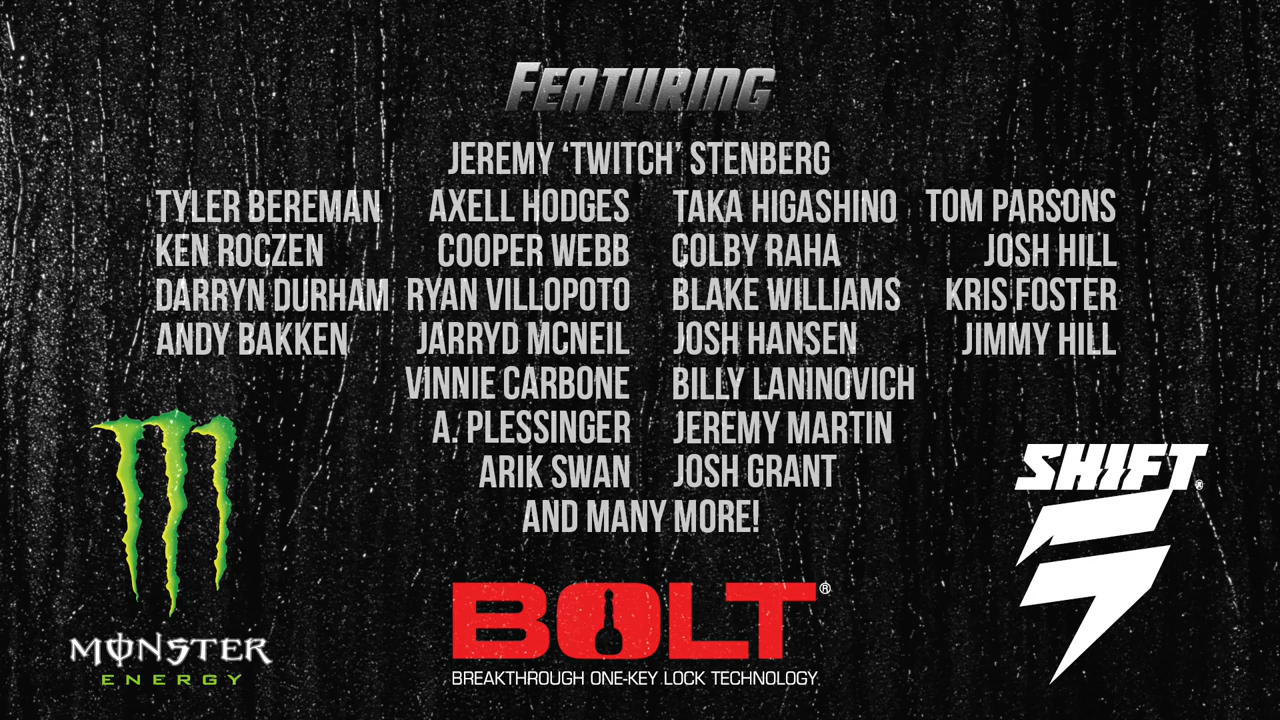 FEATURING
JEREMY ‘TWITCH’ STENBERG
TYLER BEREMAN AXELL HODGES TAKA HIGASHINO TOM PARSONS
KEN ROCZEN COOPER WEBB COLBY RAHA JOSH HILL
DARRYN DURHAM RYAN VILLOPOTO BLAKE WILLIAMS KRIS FOSTER
ANDY BAKKEN JARRYD MCNEIL JOSH HANSEN JIMMY HILL
VINNIE CARBONE BILLY LANINOVICH
A. PLESSINGER JEREMY MARTIN
ARIK SWAN JOSH GRANT
AND MANY MORE!
SHIFT®
BOLT®
BREAKTHROUGH ONE-KEY LOCK TECHNOLOGY
MONSTER
ENERGY